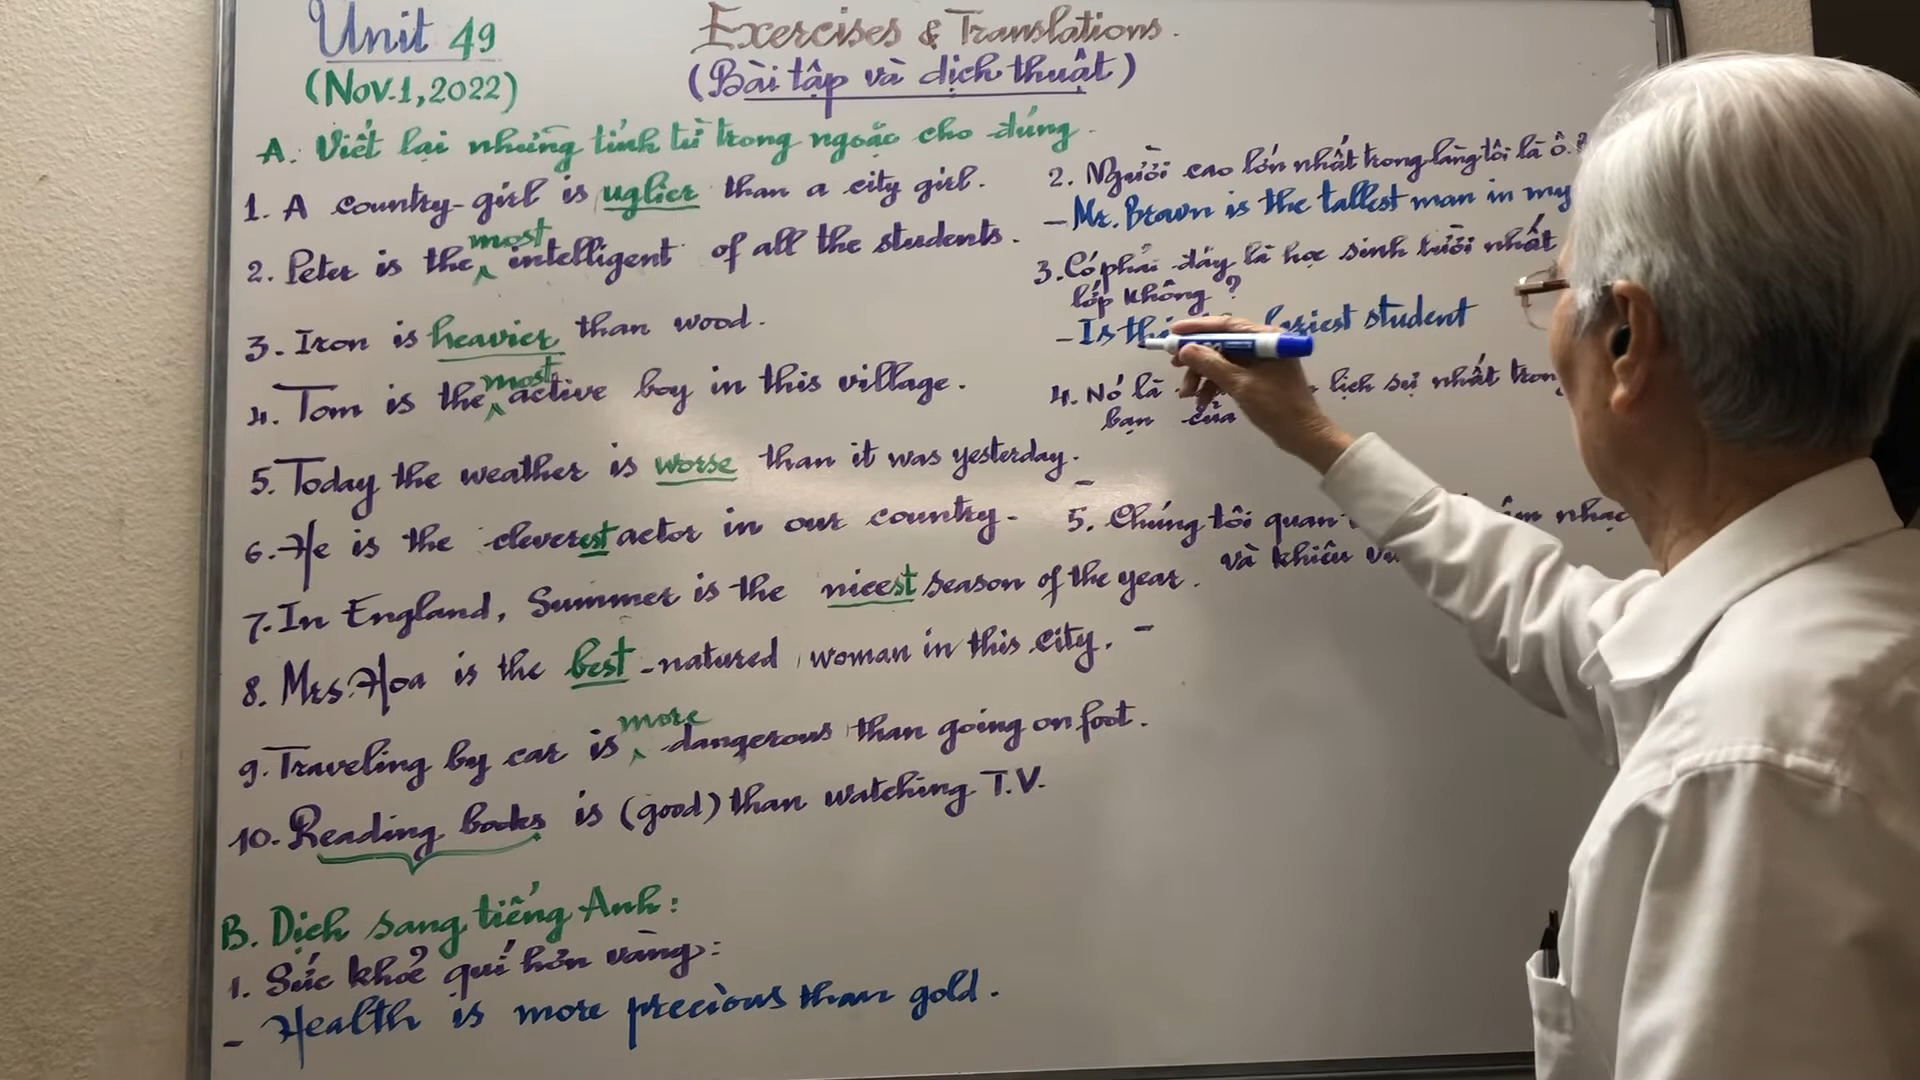 Unit 49
(Nov.1,2022)
Exercises & Translations.
(Bài tập và dịch thuật)
A. Viết lại những tính từ trong ngoặc cho đúng.
1. A country-girl is uglier than a city girl.
2. Peter is the most intelligent of all the students.
3. Iron is heavier than wood.
4. Tom is the most active boy in this village.
5. Today the weather is worse than it was yesterday.
6. He is the cleverest actor in our country.
7. In England, Summer is the nicest season of the year.
8. Mrs. Hoa is the best-natured woman in this city.
9. Traveling by car is more dangerous than going on foot.
10. Reading books is (good) than watching T.V.
B. Dịch sang tiếng Anh:
1. Sức khỏe quí hơn vàng:
- Health is more precious than gold.
2. Người cao lớn nhất trong làng tôi là ô.
- Mr. Brown is the tallest man in my
3. Có phải đây là học sinh lười nhất
lớp không?
- Is laziest student
4. Nó là lịch sự nhất trong
bạn của
-
5. Chúng tôi quan nhạc
và khiêu
-